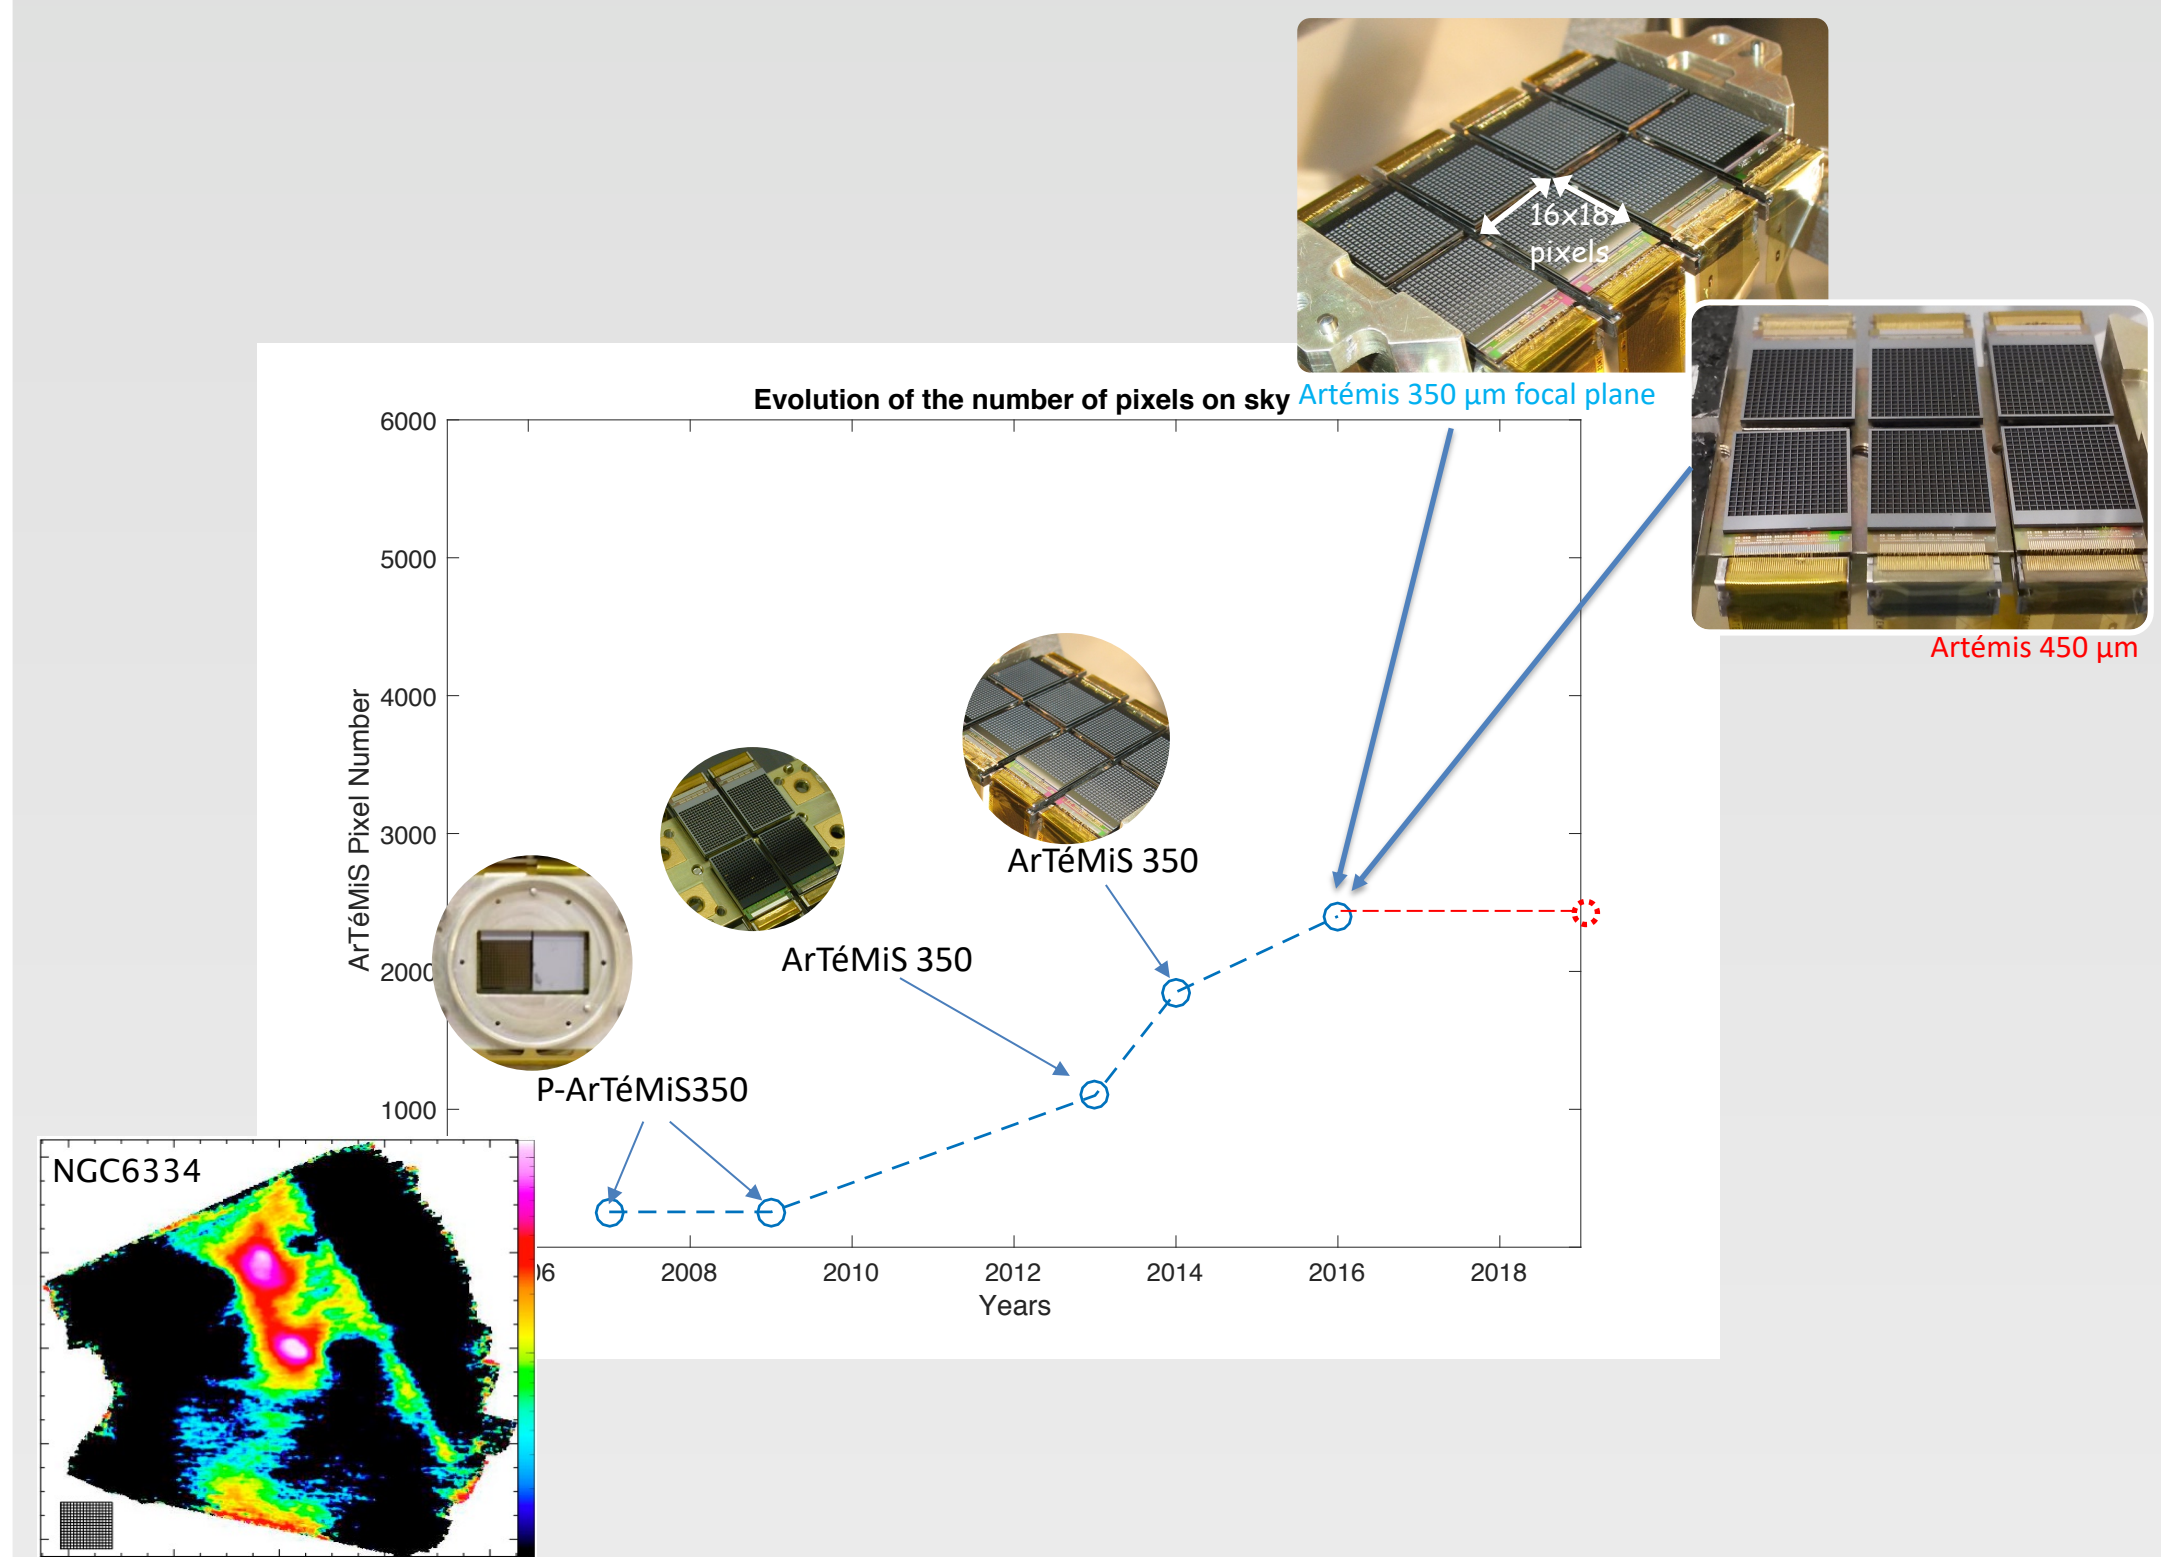 16x18
pixels
Evolution of the number of pixels on sky
Artémis 350 µm focal plane
Artémis 450 µm
6000
5000
4000
3000
2000
1000
ArTéMiS Pixel Number
ArTéMiS 350
ArTéMiS 350
P-ArTéMiS350
NGC6334
06
2008
2010
2012
2014
2016
2018
Years